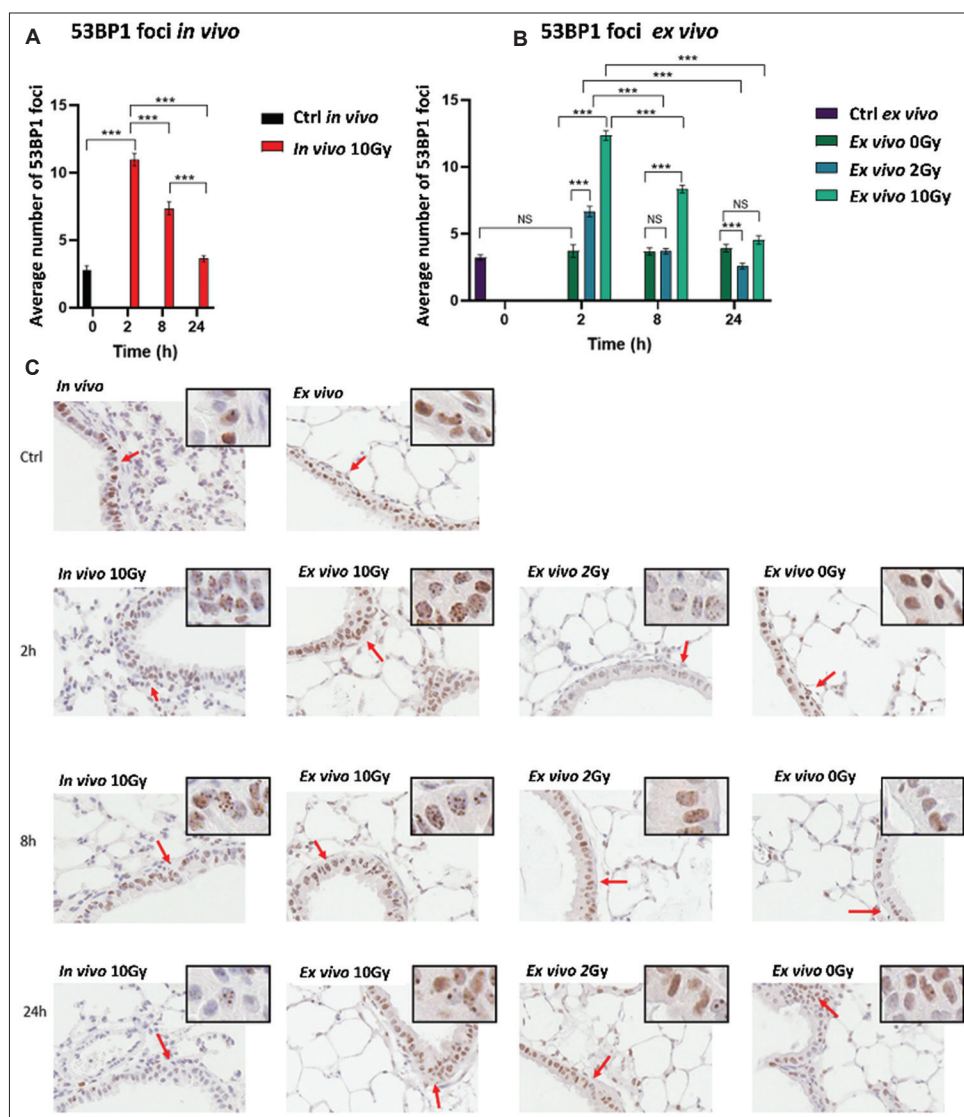 A 53BP1 foci in vivo
Average number of 53BP1 foci
15
10
5
0
***
***
***
***
0 2 8 24
Time (h)
Ctrl in vivo
In vivo 10Gy
B 53BP1 foci ex vivo
Average number of 53BP1 foci
15
10
5
0
***
***
***
*** ***
*** *** NS
NS NS ***
0 2 8 24
Time (h)
Ctrl ex vivo
Ex vivo 0Gy
Ex vivo 2Gy
Ex vivo 10Gy
C
In vivo Ex vivo
Ctrl
In vivo 10Gy Ex vivo 10Gy Ex vivo 2Gy Ex vivo 0Gy
2h
In vivo 10Gy Ex vivo 10Gy Ex vivo 2Gy Ex vivo 0Gy
8h
In vivo 10Gy Ex vivo 10Gy Ex vivo 2Gy Ex vivo 0Gy
24h